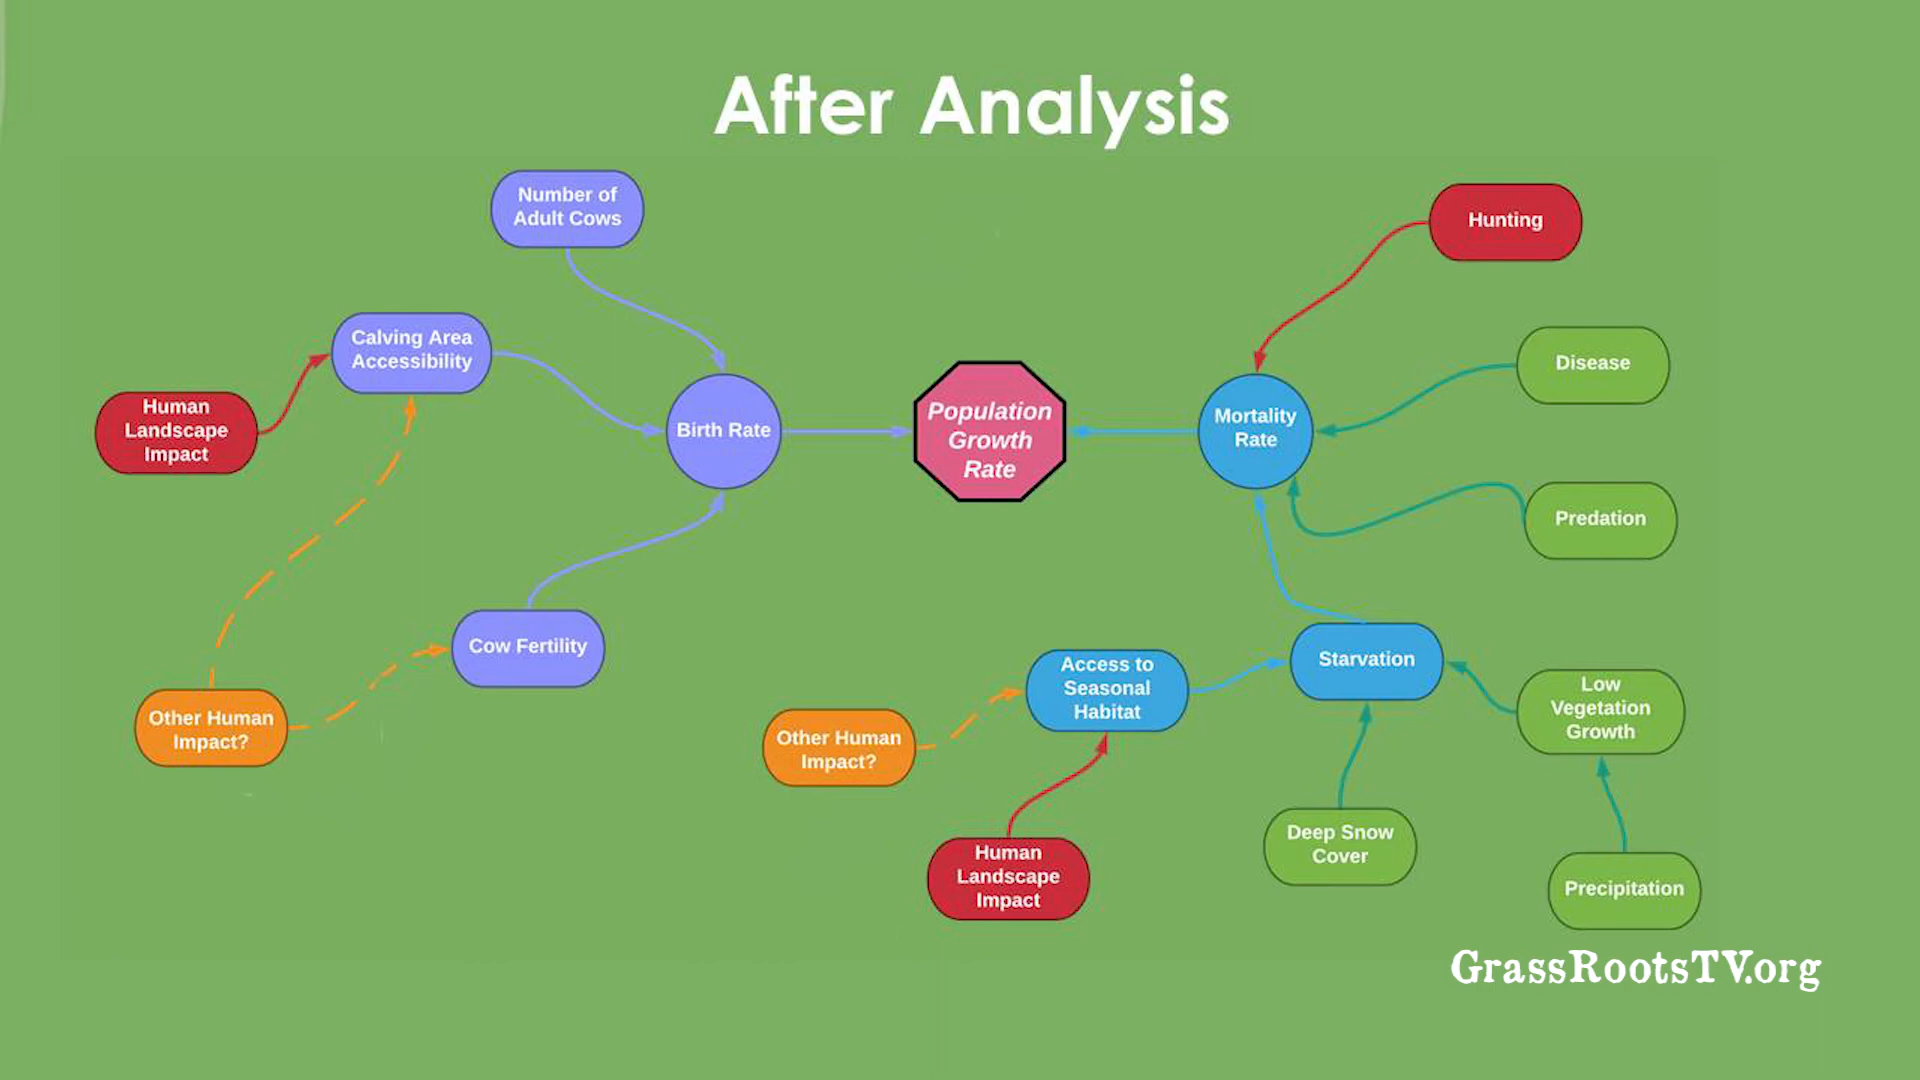 After Analysis
Number of
Adult Cows
Hunting
Calving Area
Accessibility
Disease
Human
Landscape
Impact
Birth Rate
Population
Growth
Rate
Mortality
Rate
Predation
Cow Fertility
Starvation
Access to
Seasonal
Habitat
Low
Vegetation
Growth
Other Human
Impact?
Other Human
Impact?
Deep Snow
Cover
Human
Landscape
Impact
Precipitation
GrassRootsTV.org